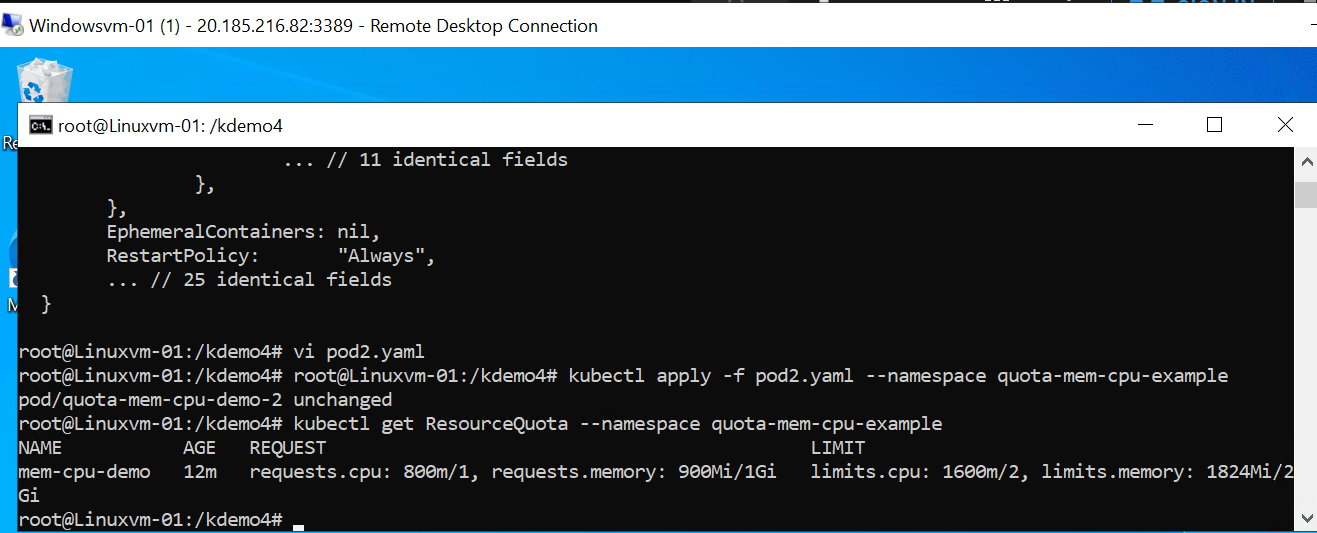 Windowsvm-01 (1) - 20.185.216.82:3389 - Remote Desktop Connection
root@Linuxvm-01: /kdemo4
... // 11 identical fields
},
},
EphemeralContainers: nil,
RestartPolicy: "Always",
... // 25 identical fields
}
root@Linuxvm-01:/kdemo4# vi pod2.yaml
root@Linuxvm-01:/kdemo4# root@Linuxvm-01:/kdemo4# kubectl apply -f pod2.yaml --namespace quota-mem-cpu-example
pod/quota-mem-cpu-demo-2 unchanged
root@Linuxvm-01:/kdemo4# kubectl get ResourceQuota --namespace quota-mem-cpu-example
NAME AGE REQUEST LIMIT
mem-cpu-demo 12m requests.cpu: 800m/1, requests.memory: 900Mi/1Gi limits.cpu: 1600m/2, limits.memory: 1824Mi/2
Gi
root@Linuxvm-01:/kdemo4#